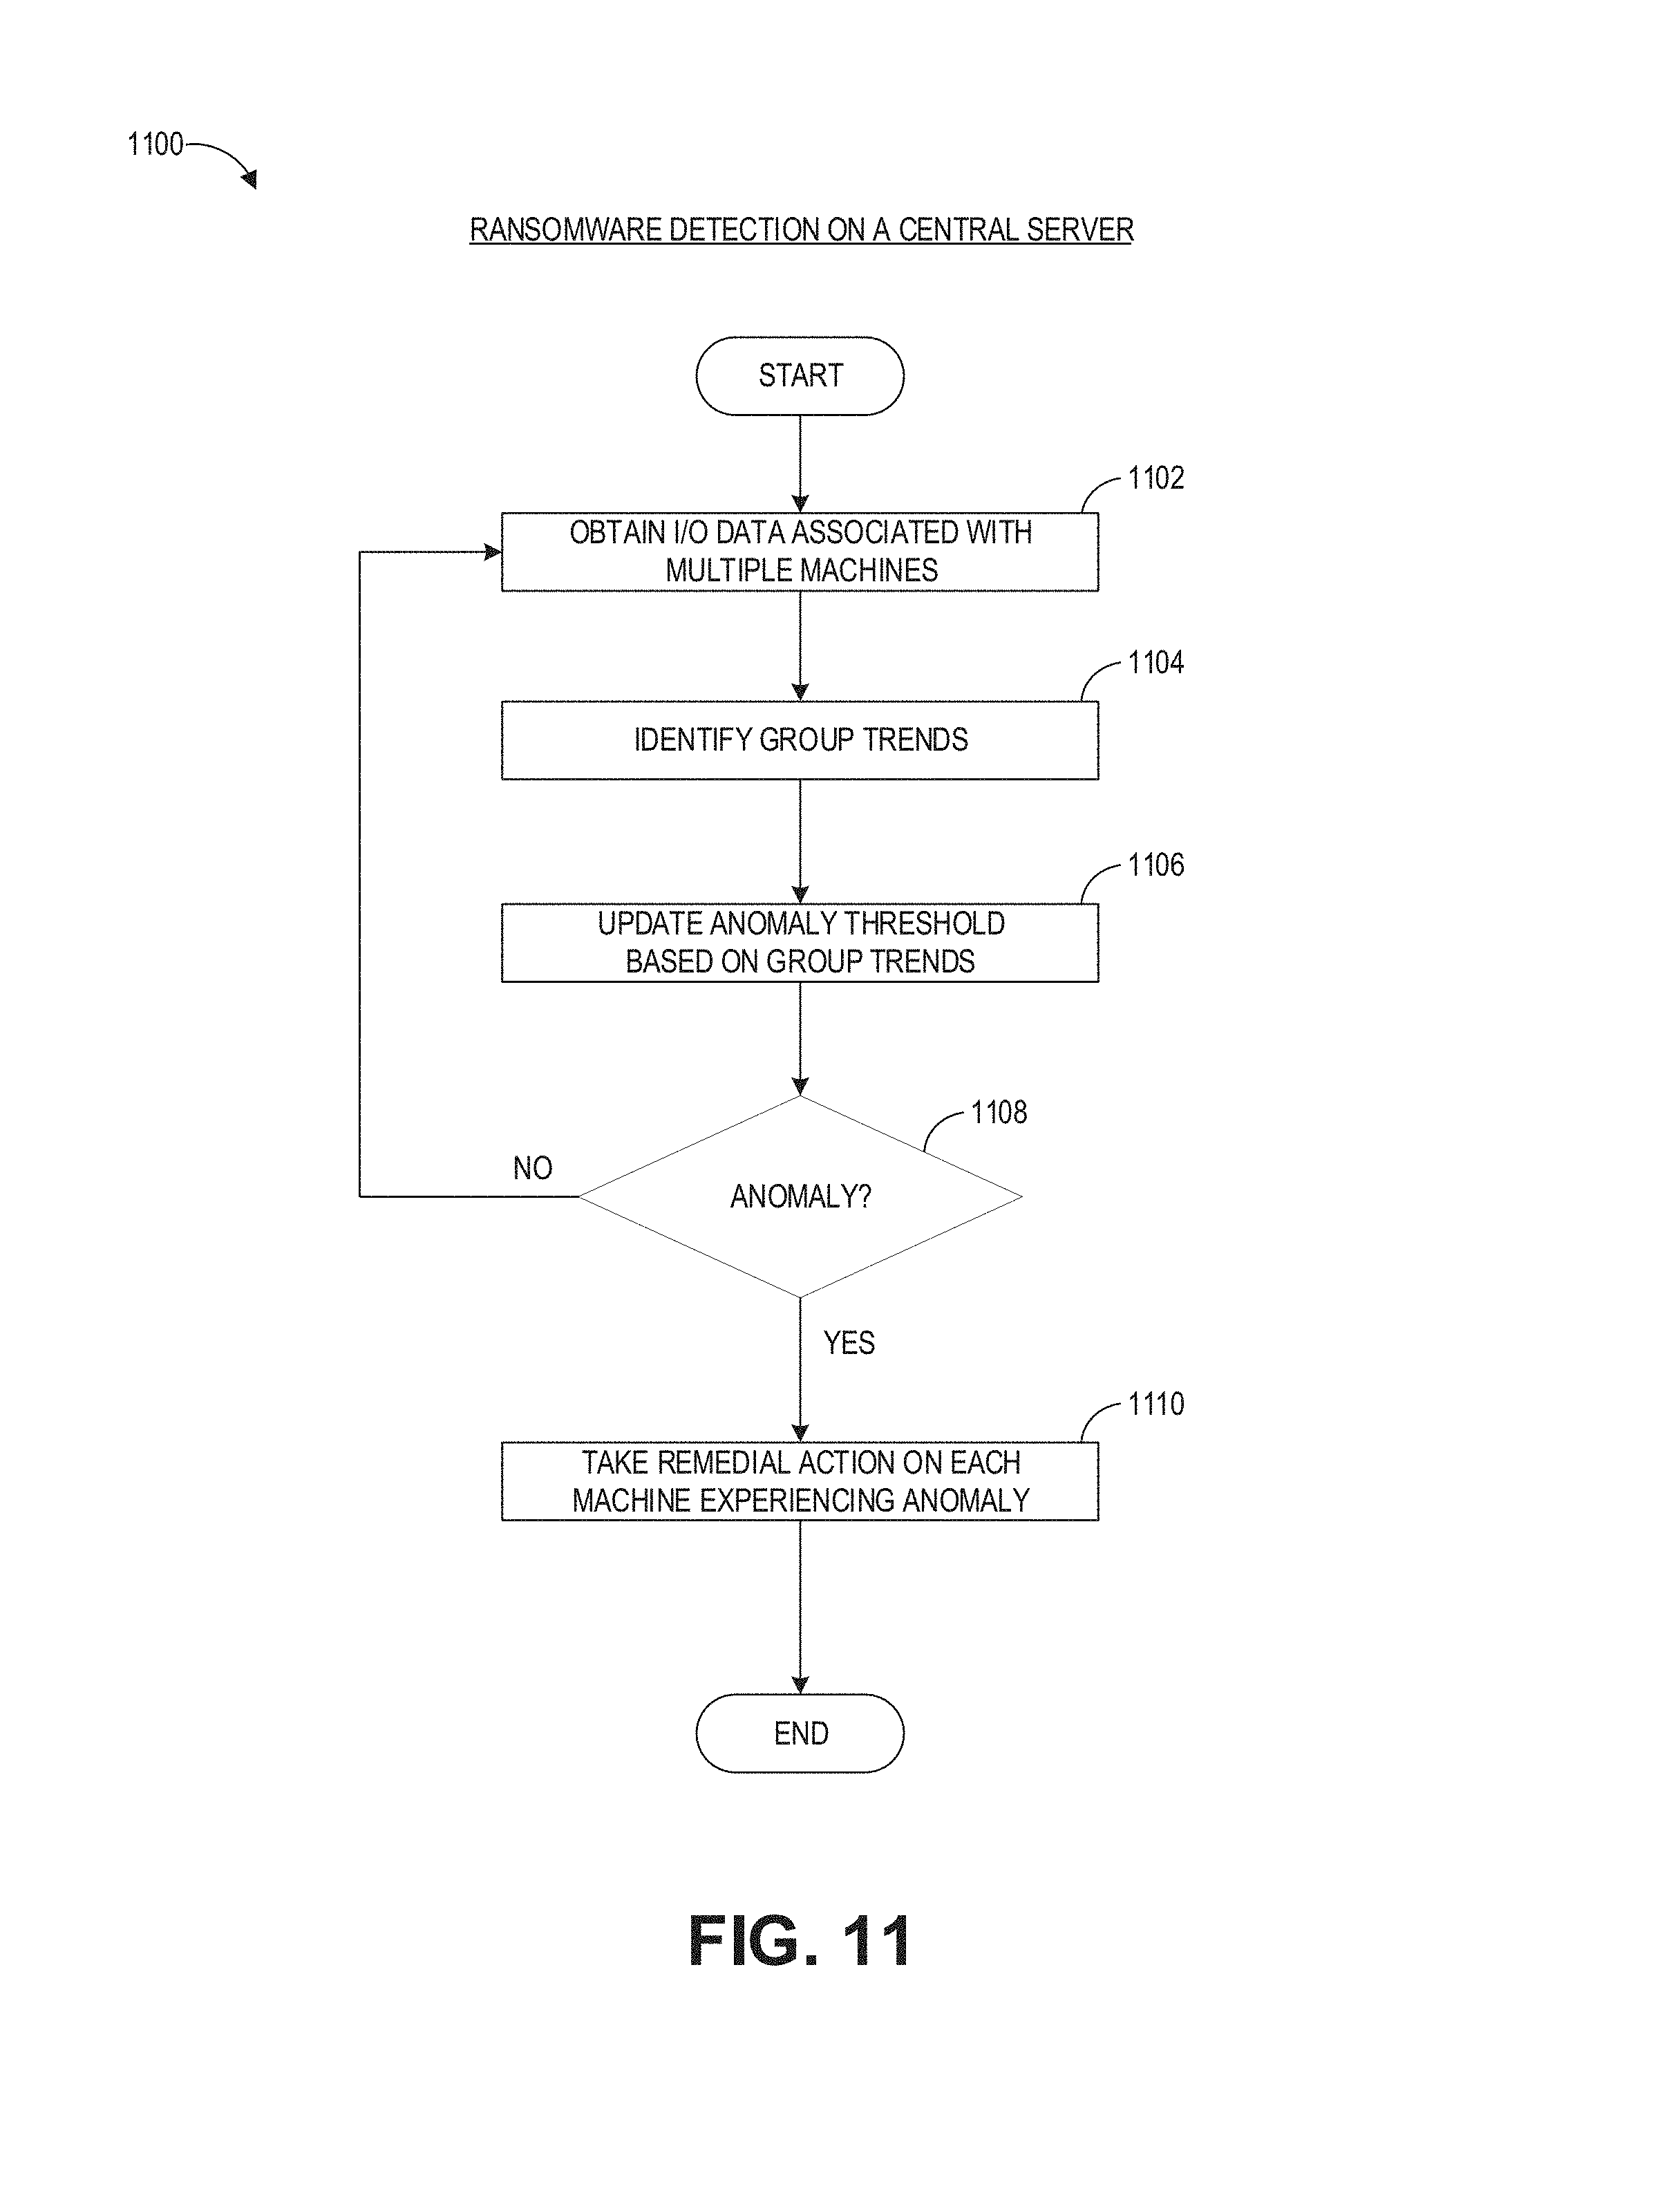 1100
RANSOMWARE DETECTION ON A CENTRAL SERVER
START
1102
OBTAIN I/O DATA ASSOCIATED WITH
MULTIPLE MACHINES
1104
IDENTIFY GROUP TRENDS
1106
UPDATE ANOMALY THRESHOLD
BASED ON GROUP TRENDS
1108
NO
ANOMALY?
YES
1110
TAKE REMEDIAL ACTION ON EACH
MACHINE EXPERIENCING ANOMALY
END
FIG. 11